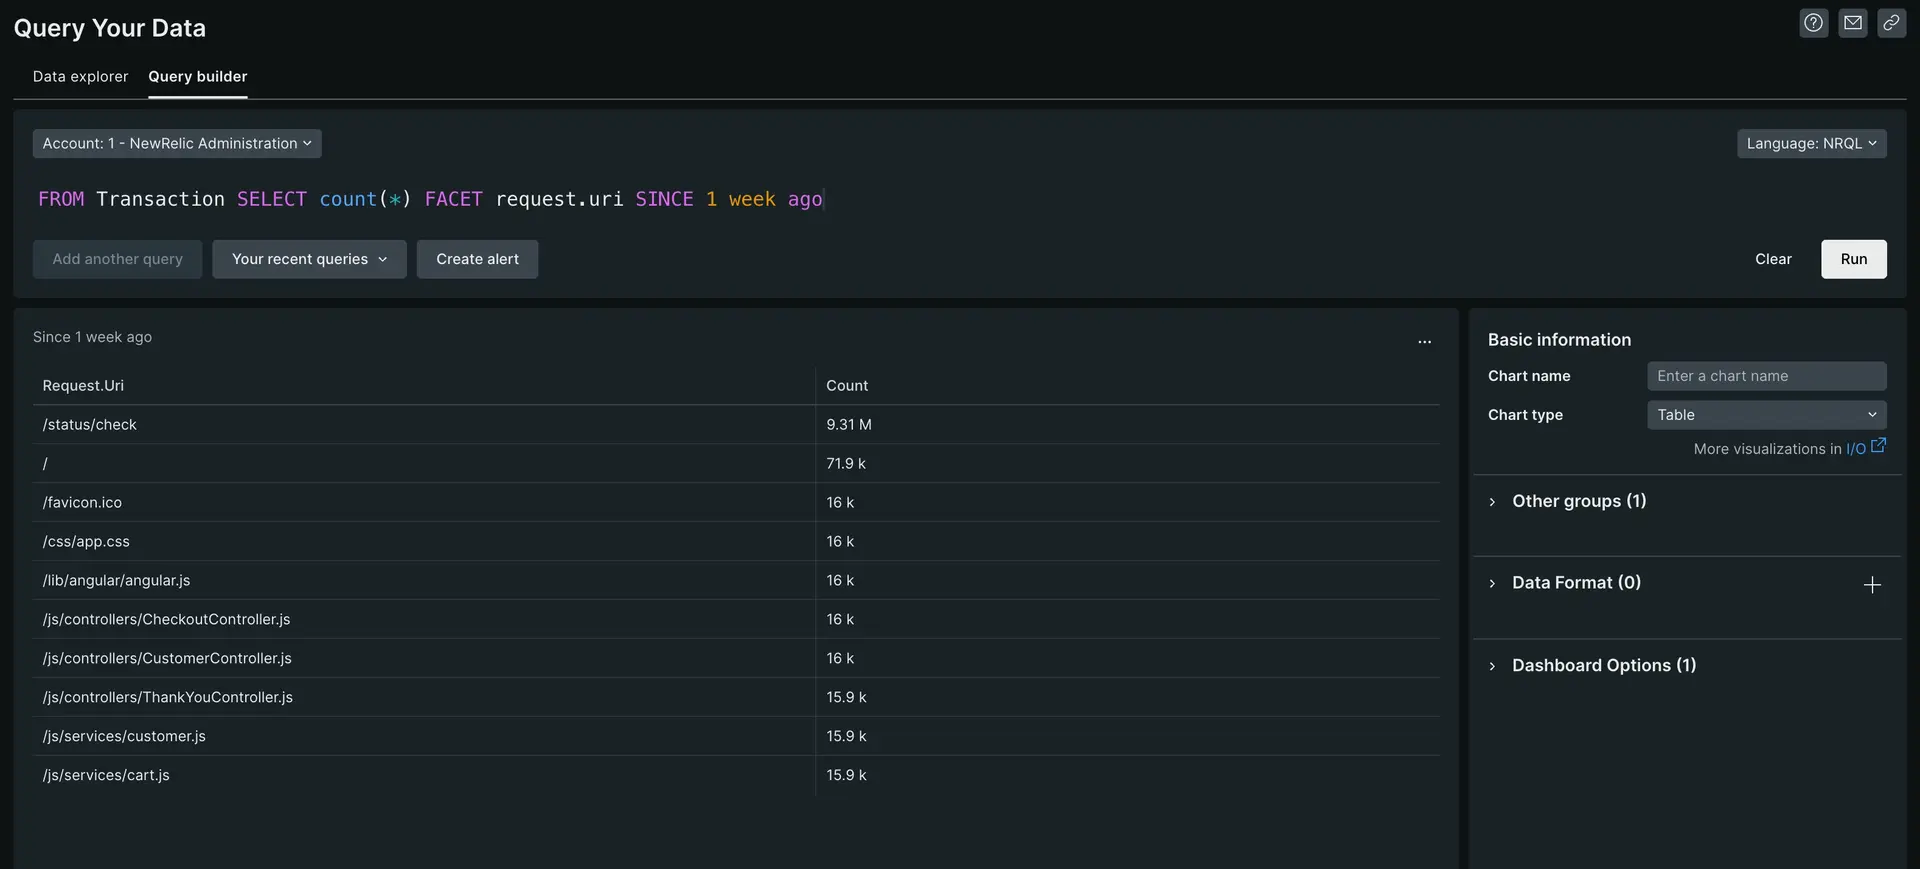 Query Your Data
Data explorer Query builder
Account: 1 - NewRelic Administration Language: NRQL
FROM Transaction SELECT count(*) FACET request.uri SINCE 1 week ago
Add another query Your recent queries Create alert Clear Run
Since 1 week ago
Request.Uri Count
/status/check 9.31 M
/ 71.9 k
/favicon.ico 16 k
/css/app.css 16 k
/lib/angular/angular.js 16 k
/js/controllers/CheckoutController.js 16 k
/js/controllers/CustomerController.js 16 k
/js/controllers/ThankYouController.js 15.9 k
/js/services/customer.js 15.9 k
/js/services/cart.js 15.9 k
Basic information
Chart name Enter a chart name
Chart type Table
More visualizations in I/O
Other groups (1)
Data Format (0)
Dashboard Options (1)